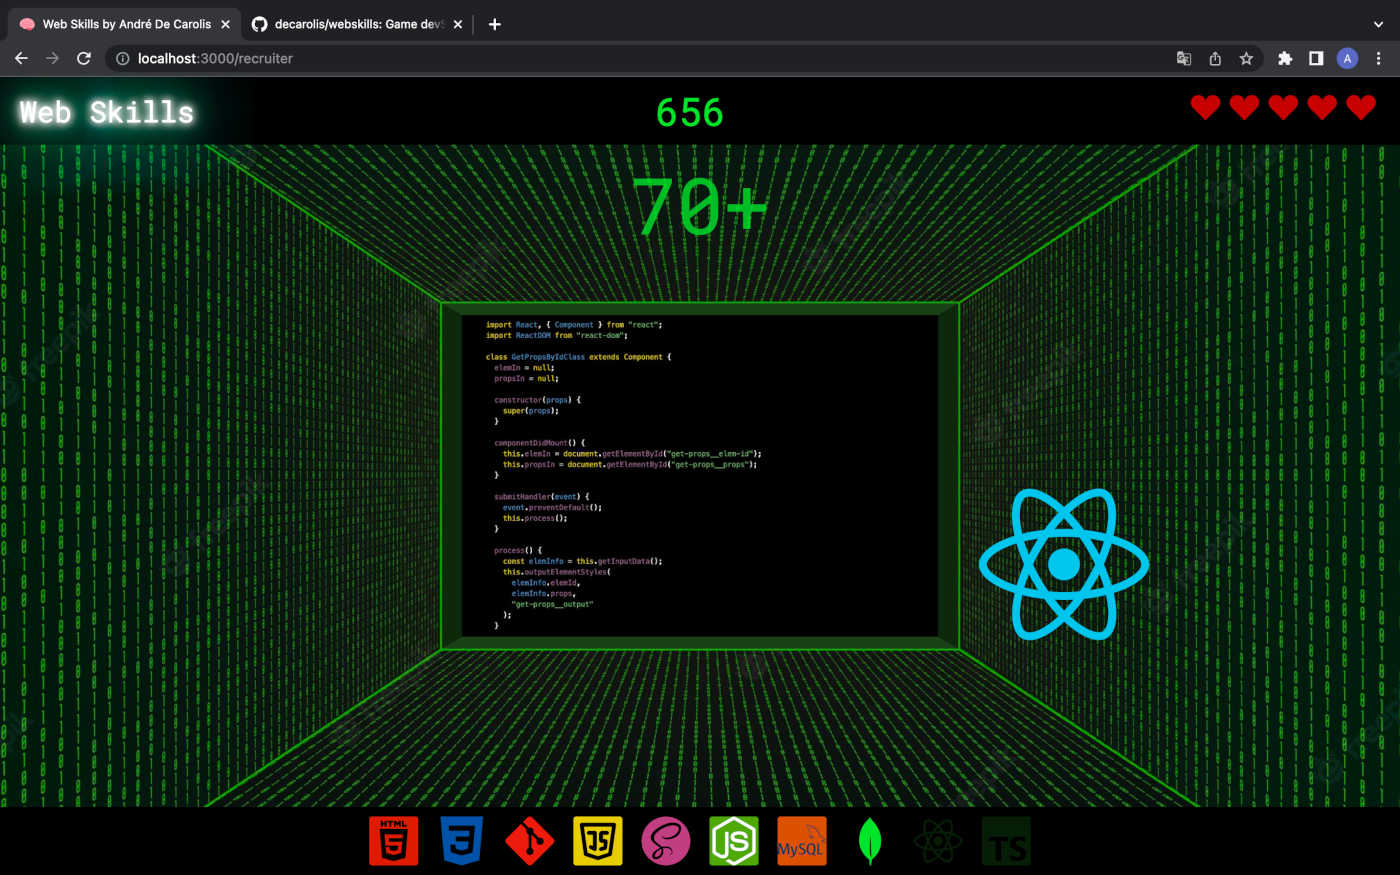 Web Skills by André De Carolis
decarolis/webskills: Game dev
localhost:3000/recruiter
A
Web Skills
656
70+
import React, { Component } from "react";
import ReactDOM from "react-dom";
class GetPropsByIdClass extends Component {
elemIn = null;
propsIn = null;
constructor(props) {
super(props);
}
componentDidMount() {
this.elemIn = document.getElementById("get-props__elem-id");
this.propsIn = document.getElementById("get-props__props");
}
submitHandler(event) {
event.preventDefault();
this.process();
}
process() {
const elemInfo = this.getInputData();
this.outputElementStyles(
elemInfo.elemId,
elemInfo.props,
"get-props__output"
);
}
HTML
5
3
JS
JS
MySQL
TS